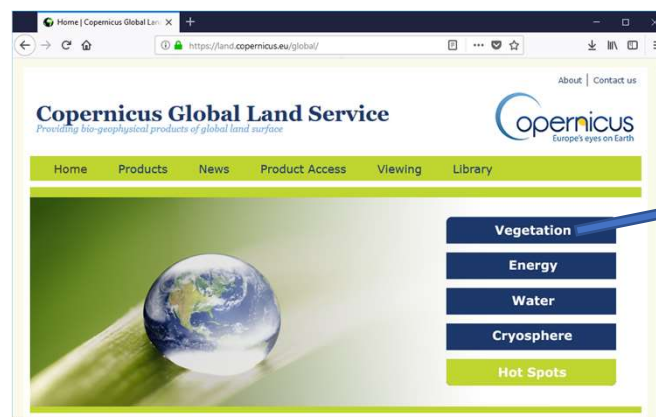 Home | Copernicus Global Lan
https://land.copernicus.eu/global/
About | Contact us
Copernicus Global Land Service
Providing bio-geophysical products of global land surface
Copernicus
Europe's eyes on Earth
Home Products News Product Access Viewing Library
Vegetation
Energy
Water
Cryosphere
Hot Spots